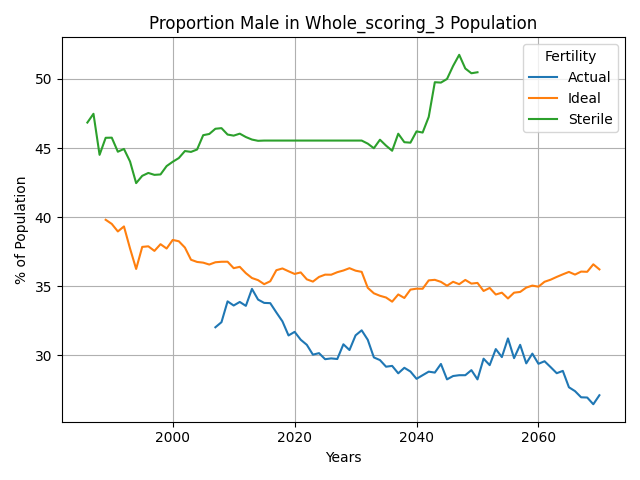 Proportion Male in Whole_scoring_3 Population
Fertility
Actual
Ideal
Sterile
% of Population
50
45
40
35
30
2000
2020
2040
2060
Years